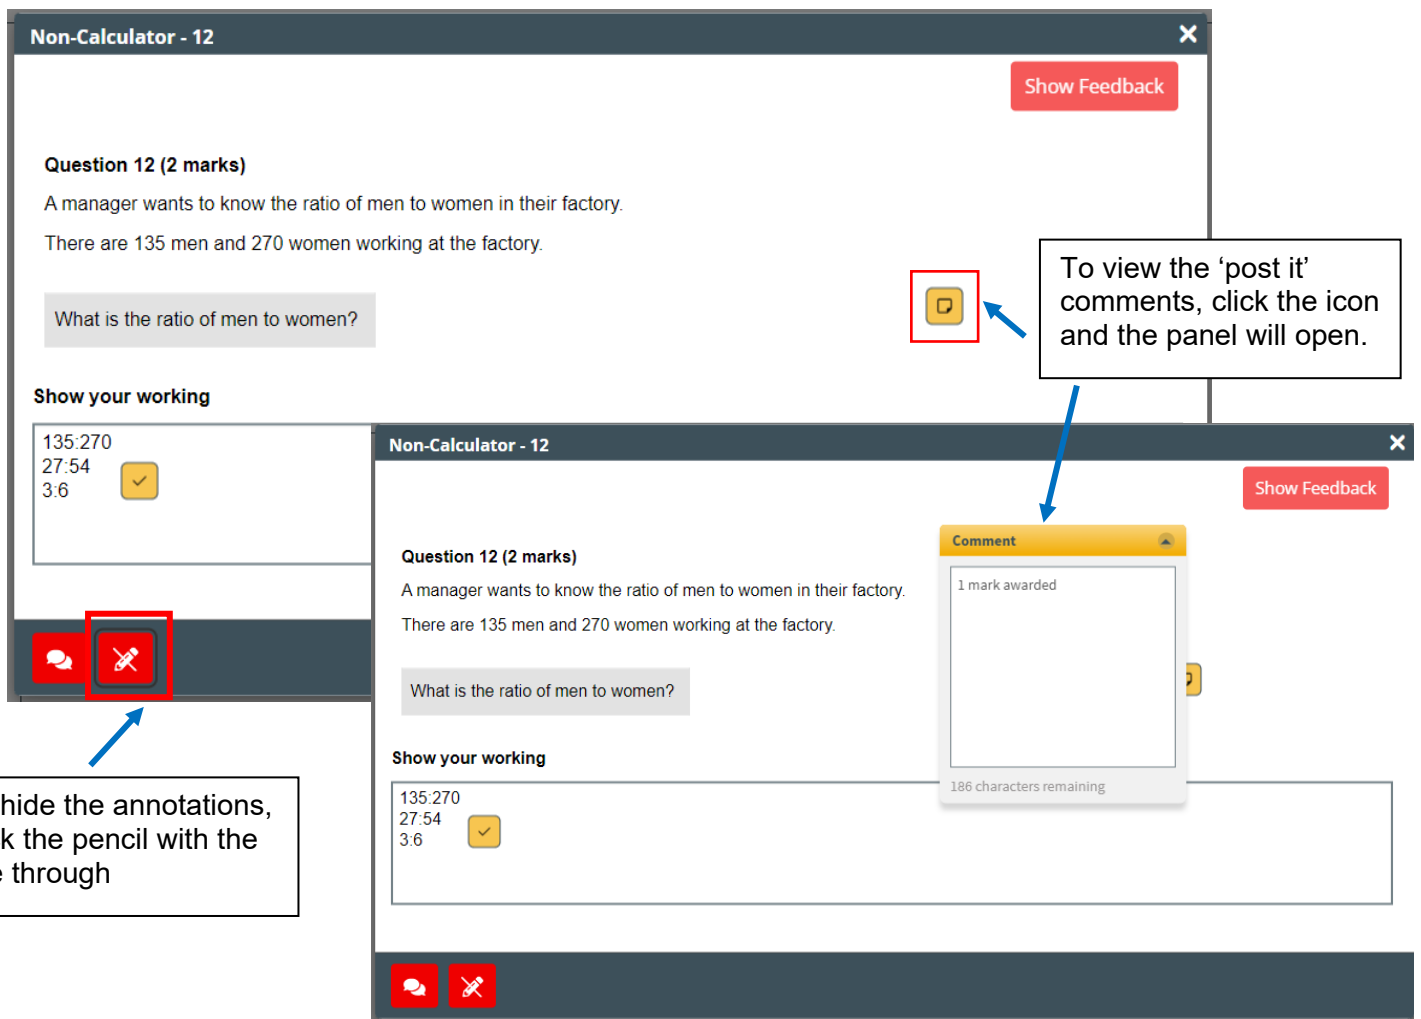 Non-Calculator - 12
Show Feedback
Question 12 (2 marks)
A manager wants to know the ratio of men to women in their factory.
There are 135 men and 270 women working at the factory.
What is the ratio of men to women?
To view the ‘post it’
comments, click the icon
and the panel will open.
Show your working
135:270
27:54
3:6
hide the annotations,
k the pencil with the
e through
Non-Calculator - 12
Show Feedback
Question 12 (2 marks)
A manager wants to know the ratio of men to women in their factory.
There are 135 men and 270 women working at the factory.
What is the ratio of men to women?
Comment
1 mark awarded
186 characters remaining
Show your working
135:270
27:54
3:6